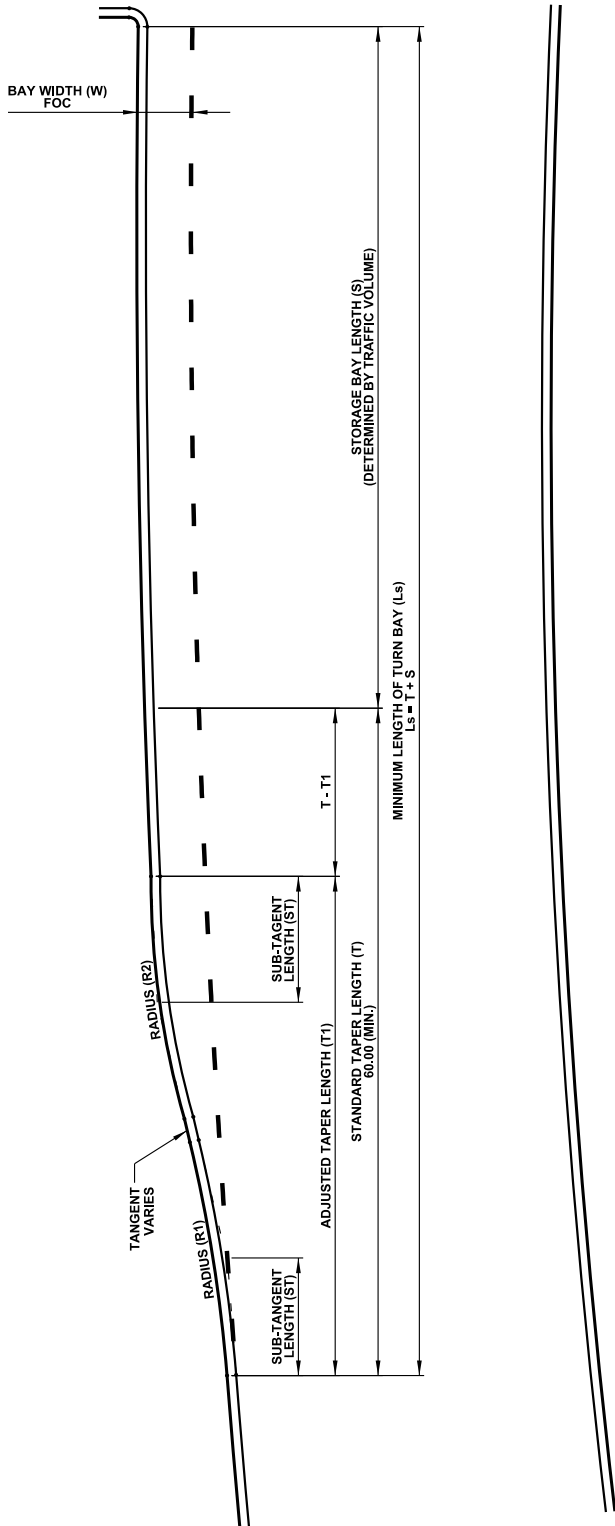 BAY WIDTH (W)
FOC
STORAGE BAY LENGTH (S)
(DETERMINED BY TRAFFIC VOLUME)
MINIMUM LENGTH OF TURN BAY (Ls)
Ls = T + S
T - T1
SUB-TAGENT
LENGTH (ST)
RADIUS (R2)
ADJUSTED TAPER LENGTH (T1)
STANDARD TAPER LENGTH (T)
60.00 (MIN.)
TANGENT
VARIES
RADIUS (R1)
SUB-TANGENT
LENGTH (ST)